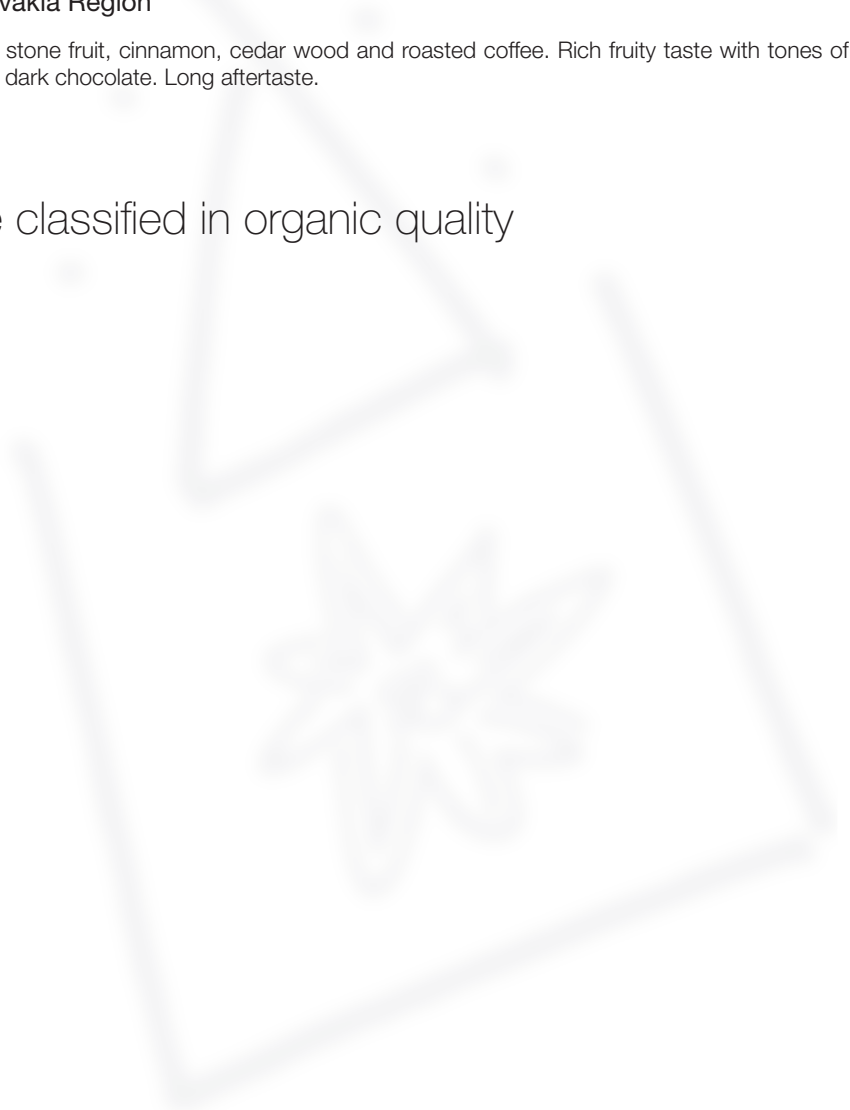 vakia Region
stone fruit, cinnamon, cedar wood and roasted coffee. Rich fruity taste with tones of
dark chocolate. Long aftertaste.
classified in organic quality